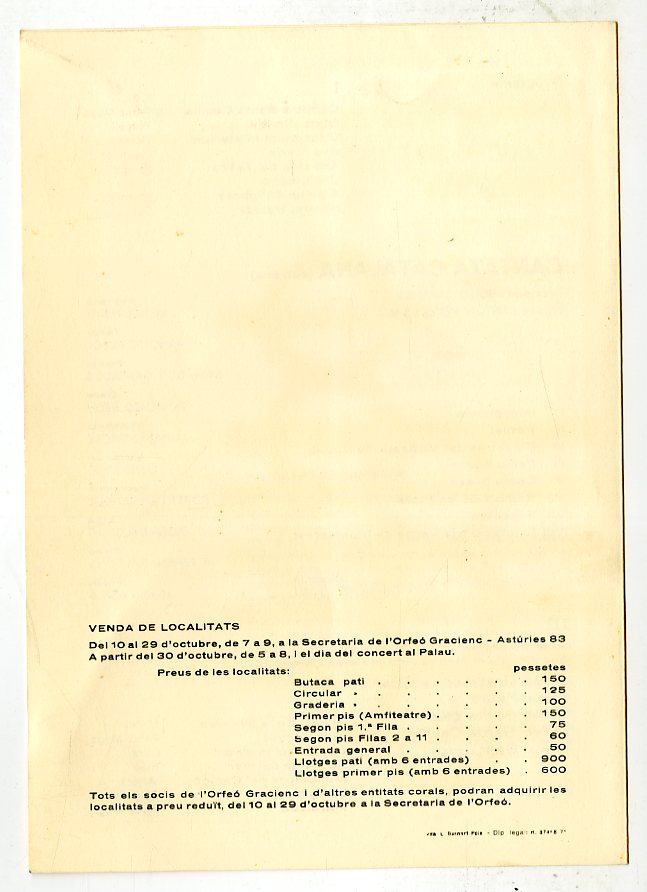 VENDA DE LOCALITATS
Del 10 al 29 d'octubre, de 7 a 9, a la Secretaria de l'Orfeó Gracienc - Astúries 83
A partir del 30 d'octubre, de 5 a 8, i el dia del concert al Palau.
Preus de les localitats: pessetes
Butaca pati . . . . . . 150
Circular » . . . . . . 125
Graderia » . . . . . . 100
Primer pis (Amfiteatre) . . . . 150
Segon pis 1.ª Fila . . . . . 75
Segon pis Filas 2 a 11 . . . . 60
Entrada general . . . . . 50
Llotges pati (amb 6 entrades) . . 900
Llotges primer pis (amb 6 entrades) . 600
Tots els socis de l'Orfeó Gracienc i d'altres entitats corals, podran adquirir les
localitats a preu reduït, del 10 al 29 d'octubre a la Secretaria de l'Orfeó.
Dip. legal: